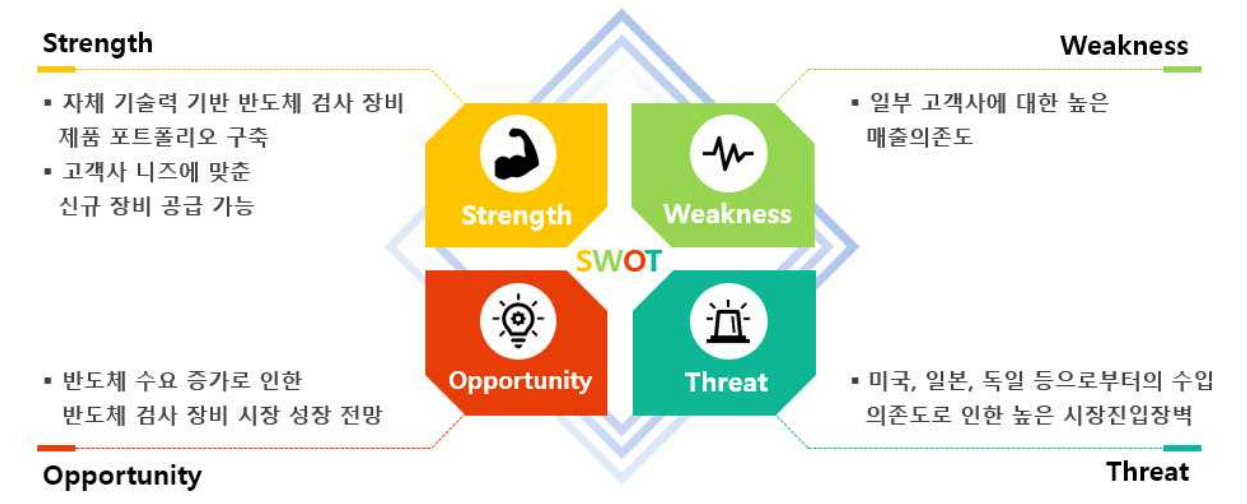 Strength
▪ 자체 기술력 기반 반도체 검사 장비
제품 포트폴리오 구축
▪ 고객사 니즈에 맞춘
신규 장비 공급 가능
Weakness
▪ 일부 고객사에 대한 높은
매출의존도
Strength
Weakness
SWOT
Opportunity
Threat
▪ 반도체 수요 증가로 인한
반도체 검사 장비 시장 성장 전망
Opportunity
▪ 미국, 일본, 독일 등으로부터의 수입
의존도로 인한 높은 시장진입장벽
Threat